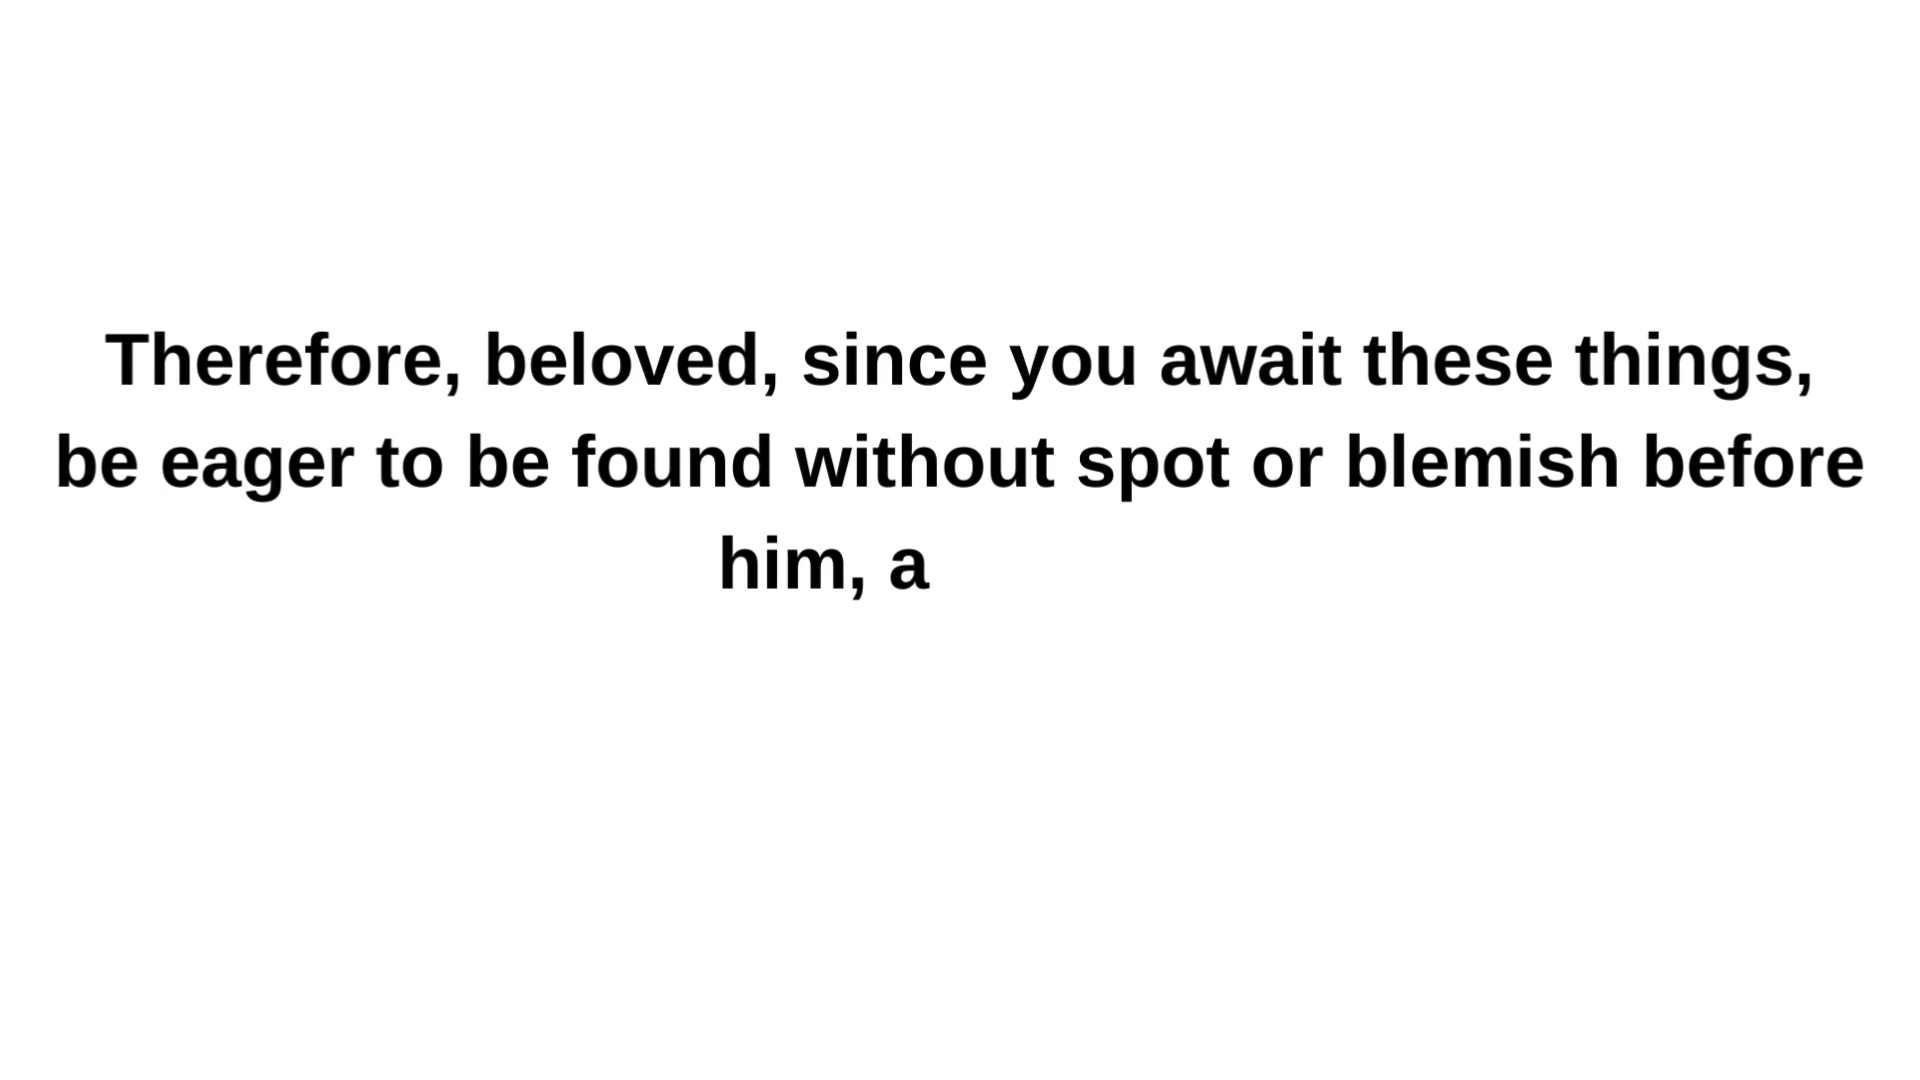 Therefore, beloved, since you await these things,
be eager to be found without spot or blemish before
him, a